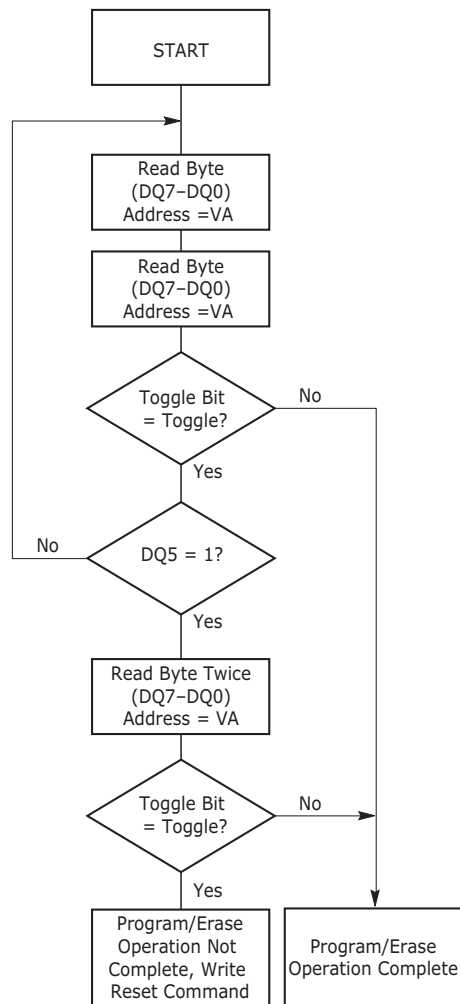 START
Read Byte
(DQ7–DQ0)
Address =VA
Read Byte
(DQ7–DQ0)
Address =VA
Toggle Bit
= Toggle?
No
Yes
No
DQ5 = 1?
Yes
Read Byte Twice
(DQ7–DQ0)
Address = VA
Toggle Bit
= Toggle?
No
Yes
Program/Erase
Operation Not
Complete, Write
Reset Command
Program/Erase
Operation Complete